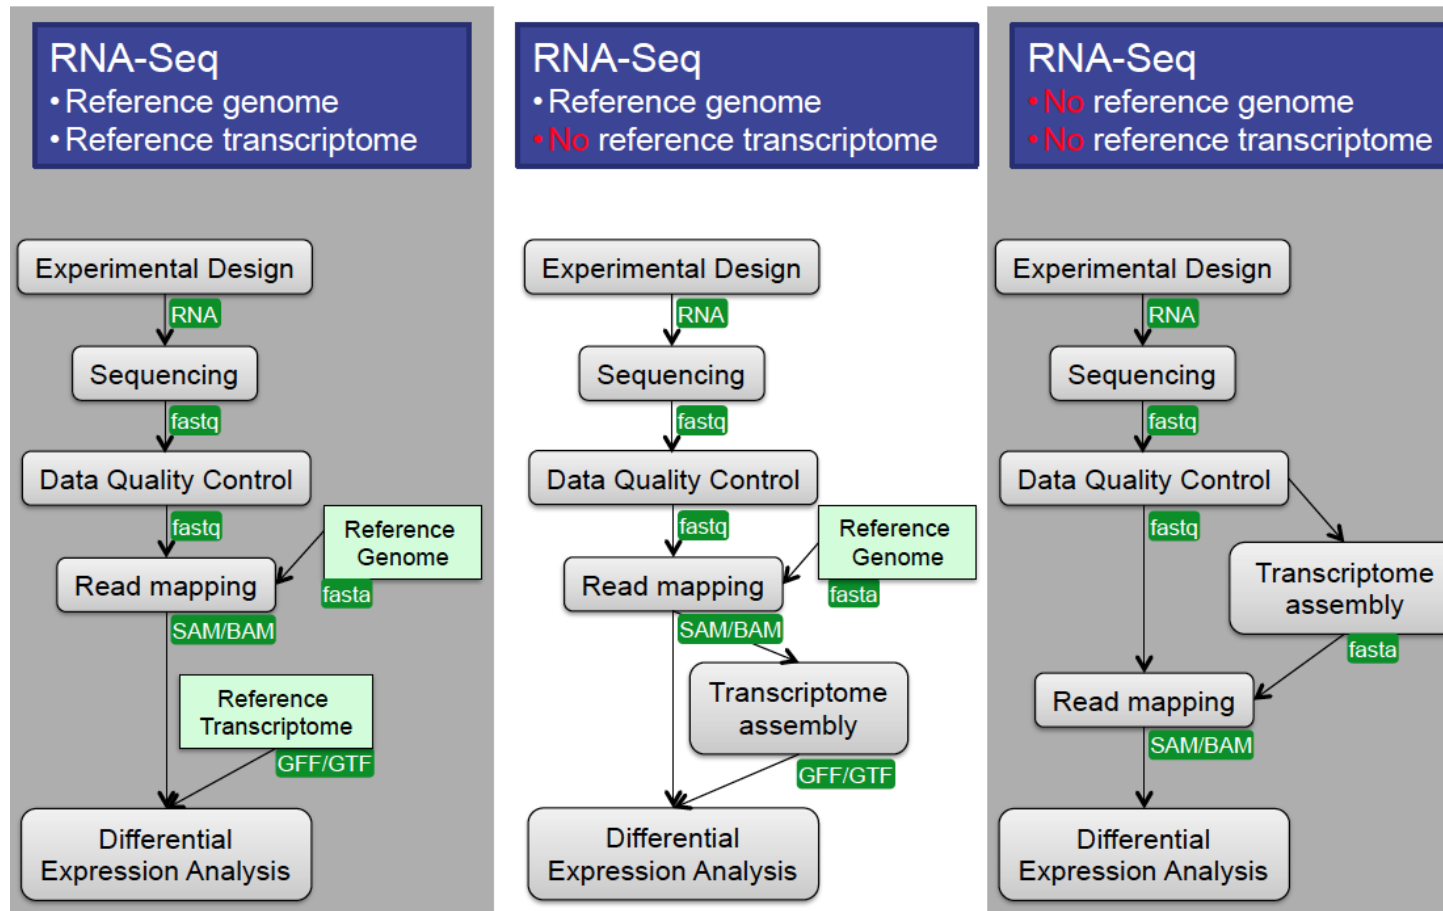 RNA-Seq
• Reference genome
• Reference transcriptome
Experimental Design
RNA
Sequencing
fastq
Data Quality Control
fastq
Reference
Genome
fasta
Read mapping
SAM/BAM
Reference
Transcriptome
GFF/GTF
Differential
Expression Analysis
RNA-Seq
• Reference genome
• No reference transcriptome
Experimental Design
RNA
Sequencing
fastq
Data Quality Control
fastq
Reference
Genome
fasta
Read mapping
SAM/BAM
Transcriptome
assembly
GFF/GTF
Differential
Expression Analysis
RNA-Seq
• No reference genome
• No reference transcriptome
Experimental Design
RNA
Sequencing
fastq
Data Quality Control
fastq
Transcriptome
assembly
fasta
Read mapping
SAM/BAM
Differential
Expression Analysis